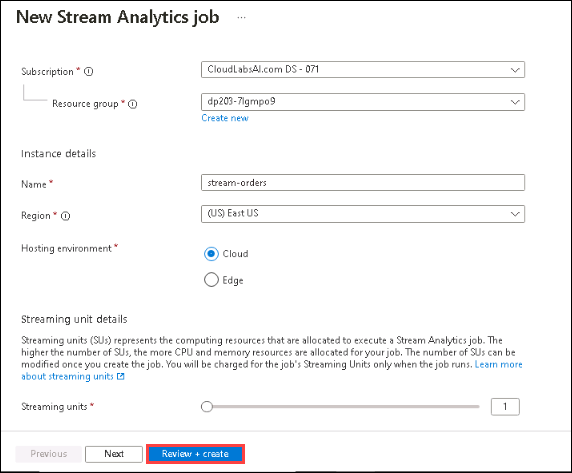 New Stream Analytics job ...
Subscription *
CloudLabsAI.com DS - 071
Resource group *
dp203-7lgmpo9
Create new
Instance details
Name *
stream-orders
Region *
(US) East US
Hosting environment *
Cloud
Edge
Streaming unit details
Streaming units (SUs) represents the computing resources that are allocated to execute a Stream Analytics job. The
higher the number of SUs, the more CPU and memory resources are allocated for your job. The number of SUs can be
modified once you create the job. You will be charged for the job's Streaming Units only when the job runs. Learn more
about streaming units
Streaming units *
1
Previous
Next
Review + create